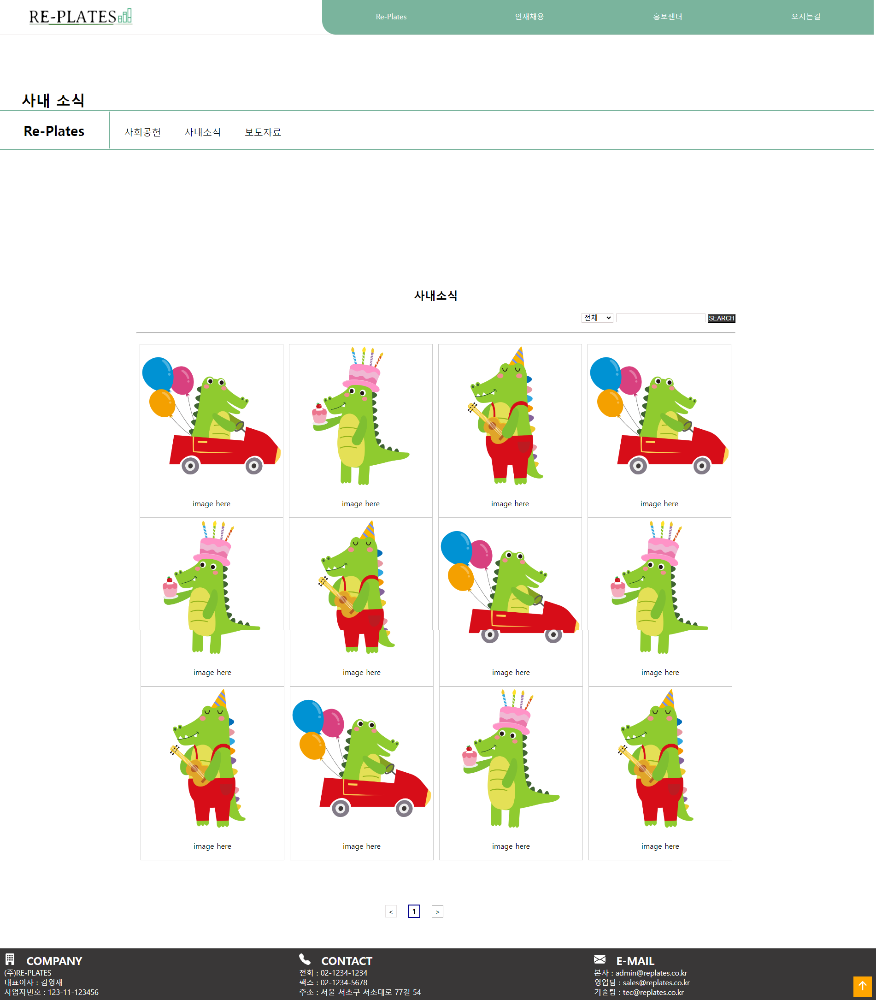 RE-PLATES
Re-Plates 인재채용 홍보센터 오시는길
사내 소식
Re-Plates 사회공헌 사내소식 보도자료
사내소식
전체 SEARCH
image here image here image here image here
image here image here image here image here
image here image here image here image here
< 1 >
COMPANY
(주)RE-PLATES
대표이사 : 김영재
사업자번호 : 123-11-123456
CONTACT
전화 : 02-1234-1234
팩스 : 02-1234-5678
주소 : 서울 서초구 서초대로 77길 54
E-MAIL
본사 : admin@replates.co.kr
영업팀 : sales@replates.co.kr
기술팀 : tec@replates.co.kr